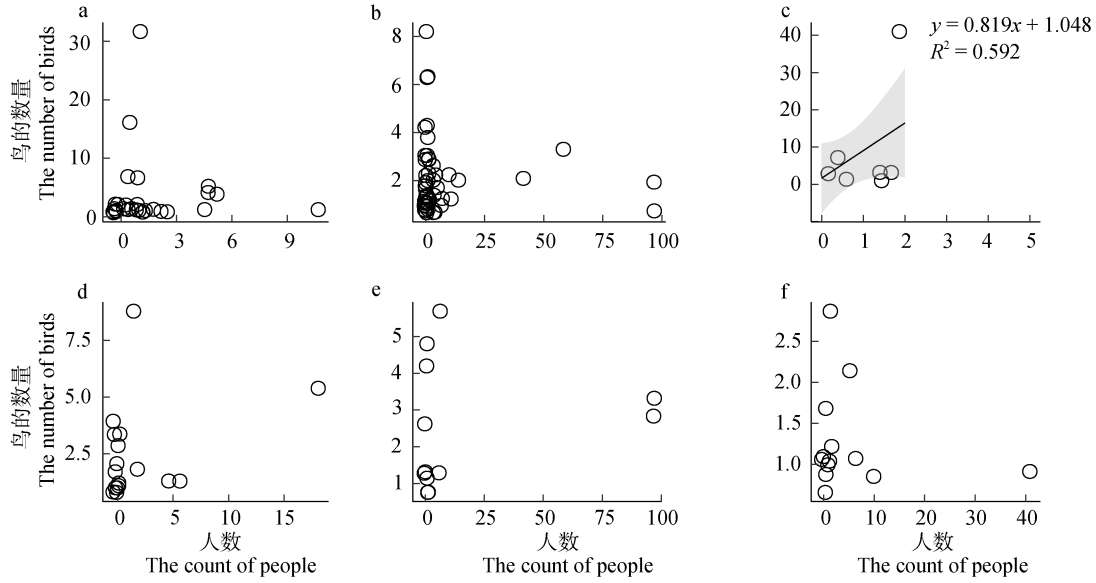 a
鸟的数量
The number of birds
30
20
10
0
0 3 6 9
b
8
6
4
2
0 25 50 75 100
c
y = 0.819x + 1.048
R² = 0.592
40
30
20
10
0
0 1 2 3 4 5
d
鸟的数量
The number of birds
7.5
5.0
2.5
0 5 10 15
人数
The count of people
e
5
4
3
2
1
0 25 50 75 100
人数
The count of people
f
2.5
2.0
1.5
1.0
0 10 20 30 40
人数
The count of people